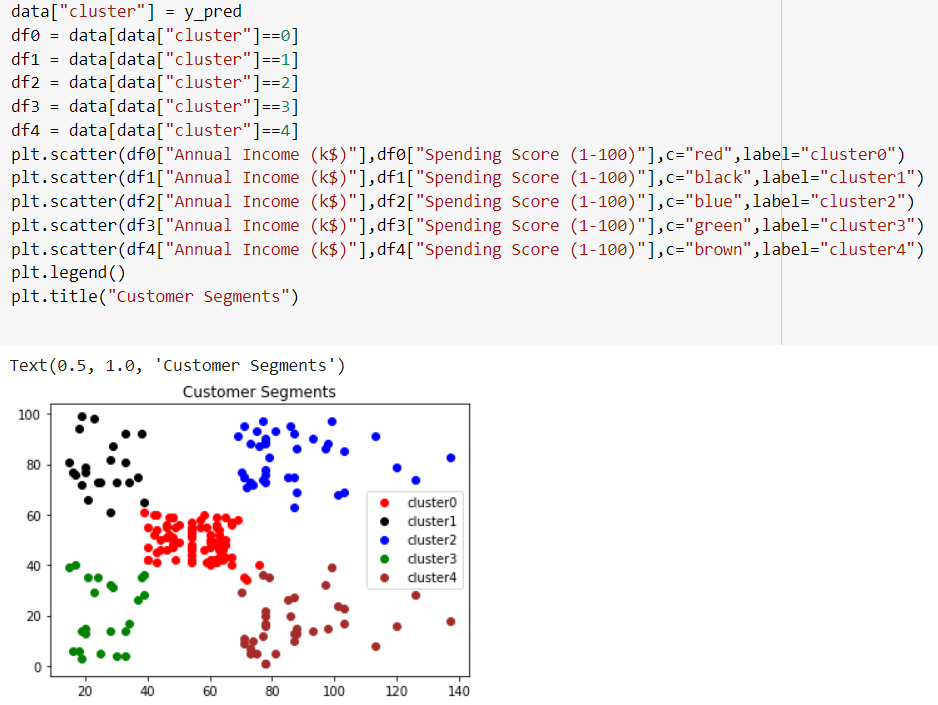 data["cluster"] = y_pred
df0 = data[data["cluster"]==0]
df1 = data[data["cluster"]==1]
df2 = data[data["cluster"]==2]
df3 = data[data["cluster"]==3]
df4 = data[data["cluster"]==4]
plt.scatter(df0["Annual Income (k$)"],df0["Spending Score (1-100)"],c="red",label="cluster0")
plt.scatter(df1["Annual Income (k$)"],df1["Spending Score (1-100)"],c="black",label="cluster1")
plt.scatter(df2["Annual Income (k$)"],df2["Spending Score (1-100)"],c="blue",label="cluster2")
plt.scatter(df3["Annual Income (k$)"],df3["Spending Score (1-100)"],c="green",label="cluster3")
plt.scatter(df4["Annual Income (k$)"],df4["Spending Score (1-100)"],c="brown",label="cluster4")
plt.legend()
plt.title("Customer Segments")
Text(0.5, 1.0, 'Customer Segments')
Customer Segments
100
80
60
40
20
0
cluster0
cluster1
cluster2
cluster3
cluster4
20 40 60 80 100 120 140